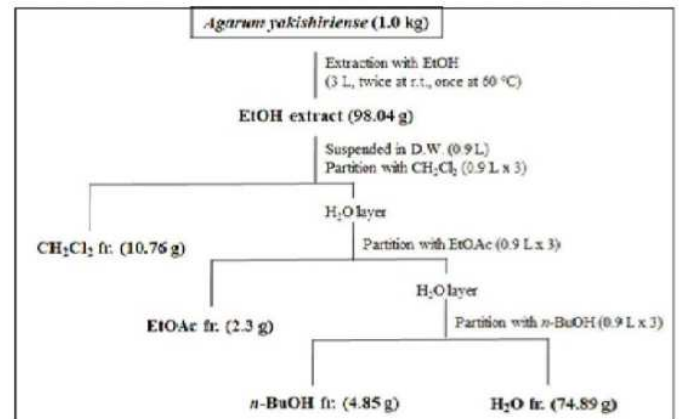 Agarum yakishiriense (1.0 kg)
Extraction with EtOH
(3 L, twice at r.t., once at 60 °C)
EtOH extract (98.04 g)
Suspended in D.W. (0.9 L)
Partition with CH₂Cl₂ (0.9 L x 3)
H₂O layer
CH₂Cl₂ fr. (10.76 g)
Partition with EtOAc (0.9 L x 3)
H₂O layer
EtOAc fr. (2.3 g)
Partition with n-BuOH (0.9 L x 3)
n-BuOH fr. (4.85 g)
H₂O fr. (74.89 g)